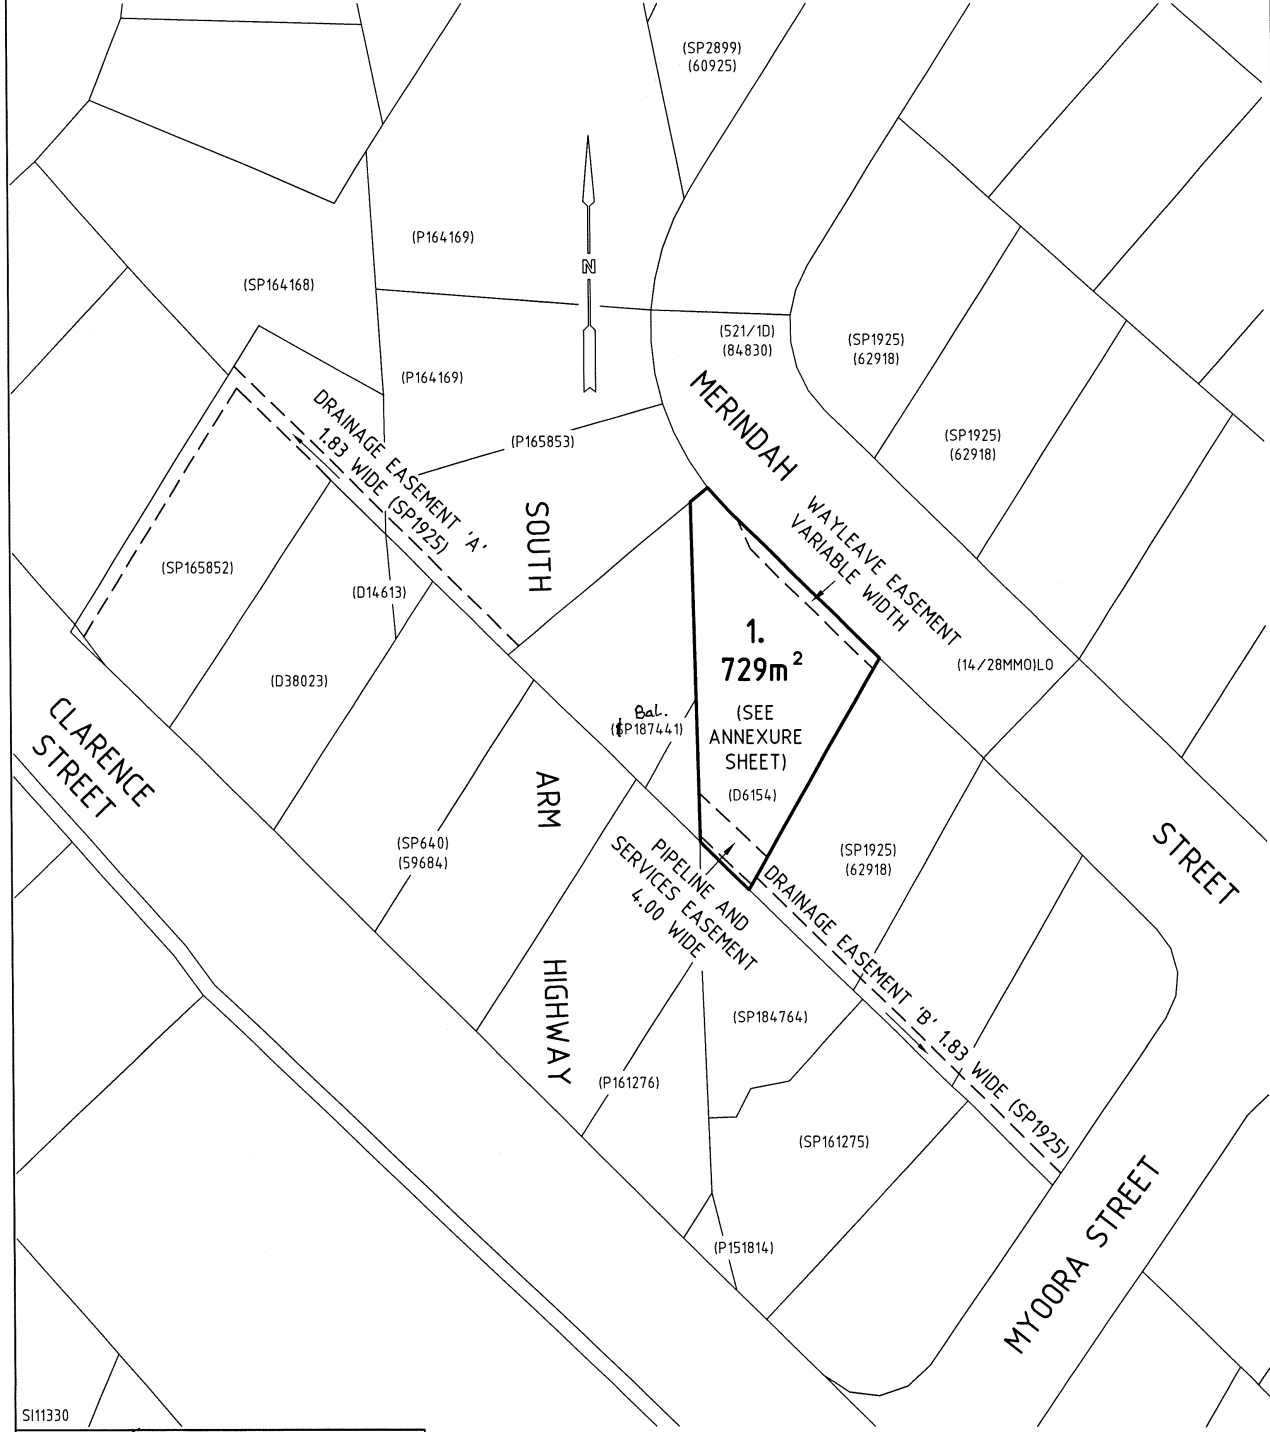 (SP2899)
(60925)
(P164169)
N
(SP164168)
(521/1D)
(84830)
(SP1925)
(62918)
(P164169)
MERINDAH
DRAINAGE EASEMENT 'A'
1.83 WIDE (SP1925)
(P165853)
(SP1925)
(62918)
SOUTH
WAYLEAVE EASEMENT
VARIABLE WIDTH
(SP165852)
(D14613)
1.
729m²
(14/28MMO)LO
(D38023)
Bal.
(SP187441)
(SEE
ANNEXURE
SHEET)
(D6154)
CLARENCE
STREET
ARM
(SP640)
(59684)
PIPELINE AND
SERVICES EASEMENT
4.00 WIDE
(SP1925)
(62918)
STREET
DRAINAGE EASEMENT 'B' 1.83 WIDE (SP1925)
HIGHWAY
(SP184764)
(P161276)
(SP161275)
(P151814)
MYOORA STREET
SI11330